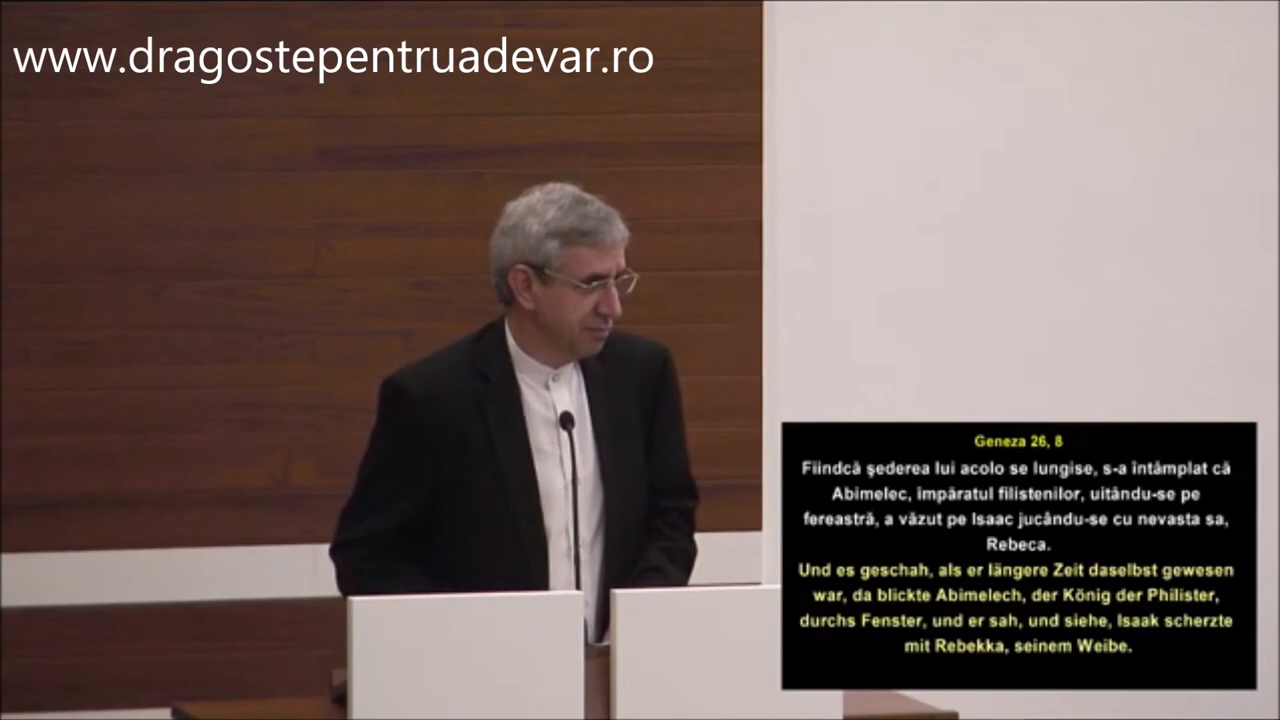 www.dragostepentruadevar.ro
Geneza 26, 8
Fiindcă şederea lui acolo se lungise, s-a întâmplat că
Abimelec, împăratul filistenilor, uitându-se pe
fereastră, a văzut pe Isaac jucându-se cu nevasta sa,
Rebeca.
Und es geschah, als er längere Zeit daselbst gewesen
war, da blickte Abimelech, der König der Philister,
durchs Fenster, und er sah, und siehe, Isaak scherzte
mit Rebekka, seinem Weibe.